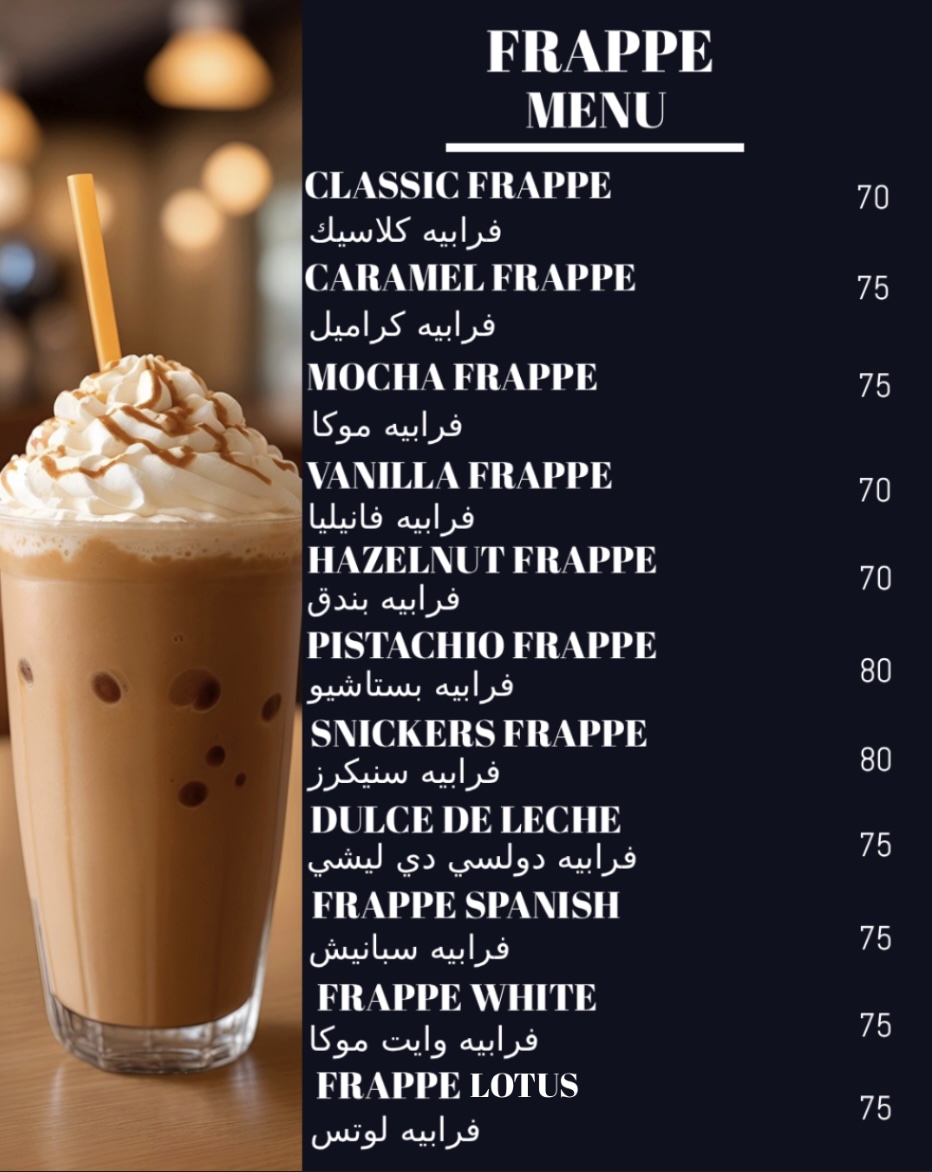 FRAPPE
MENU
CLASSIC FRAPPE 70
فرابيه كلاسيك
CARAMEL FRAPPE 75
فرابيه كراميل
MOCHA FRAPPE 75
فرابيه موكا
VANILLA FRAPPE 70
فرابيه فانيليا
HAZELNUT FRAPPE 70
فرابيه بندق
PISTACHIO FRAPPE 80
فرابيه بستاشيو
SNICKERS FRAPPE 80
فرابيه سنيكرز
DULCE DE LECHE 75
فرابيه دولسي دي ليشي
FRAPPE SPANISH 75
فرابيه سبانيش
FRAPPE WHITE 75
فرابيه وايت موكا
FRAPPE LOTUS 75
فرابيه لوتس